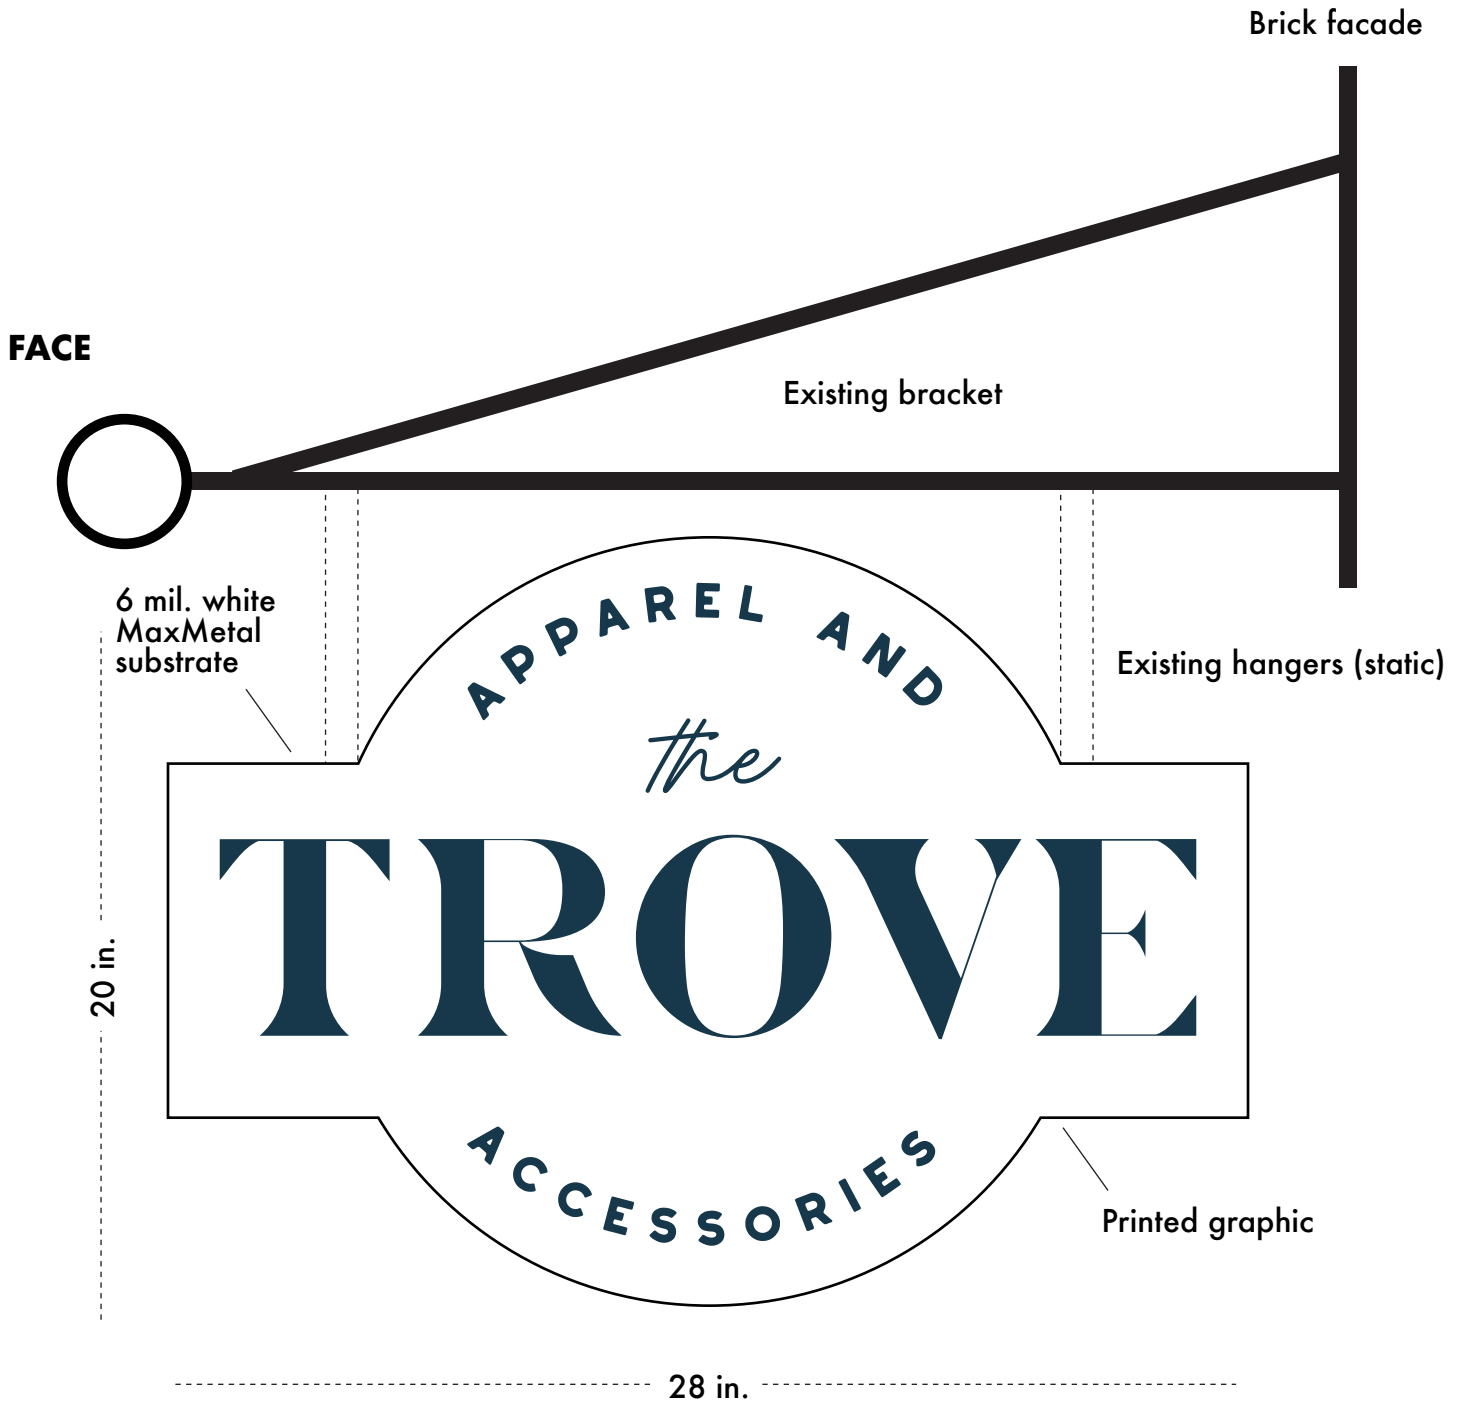 Brick facade
FACE
Existing bracket
6 mil. white
MaxMetal
substrate
Existing hangers (static)
APPAREL AND
the
TROVE
ACCESSORIES
20 in.
Printed graphic
28 in.